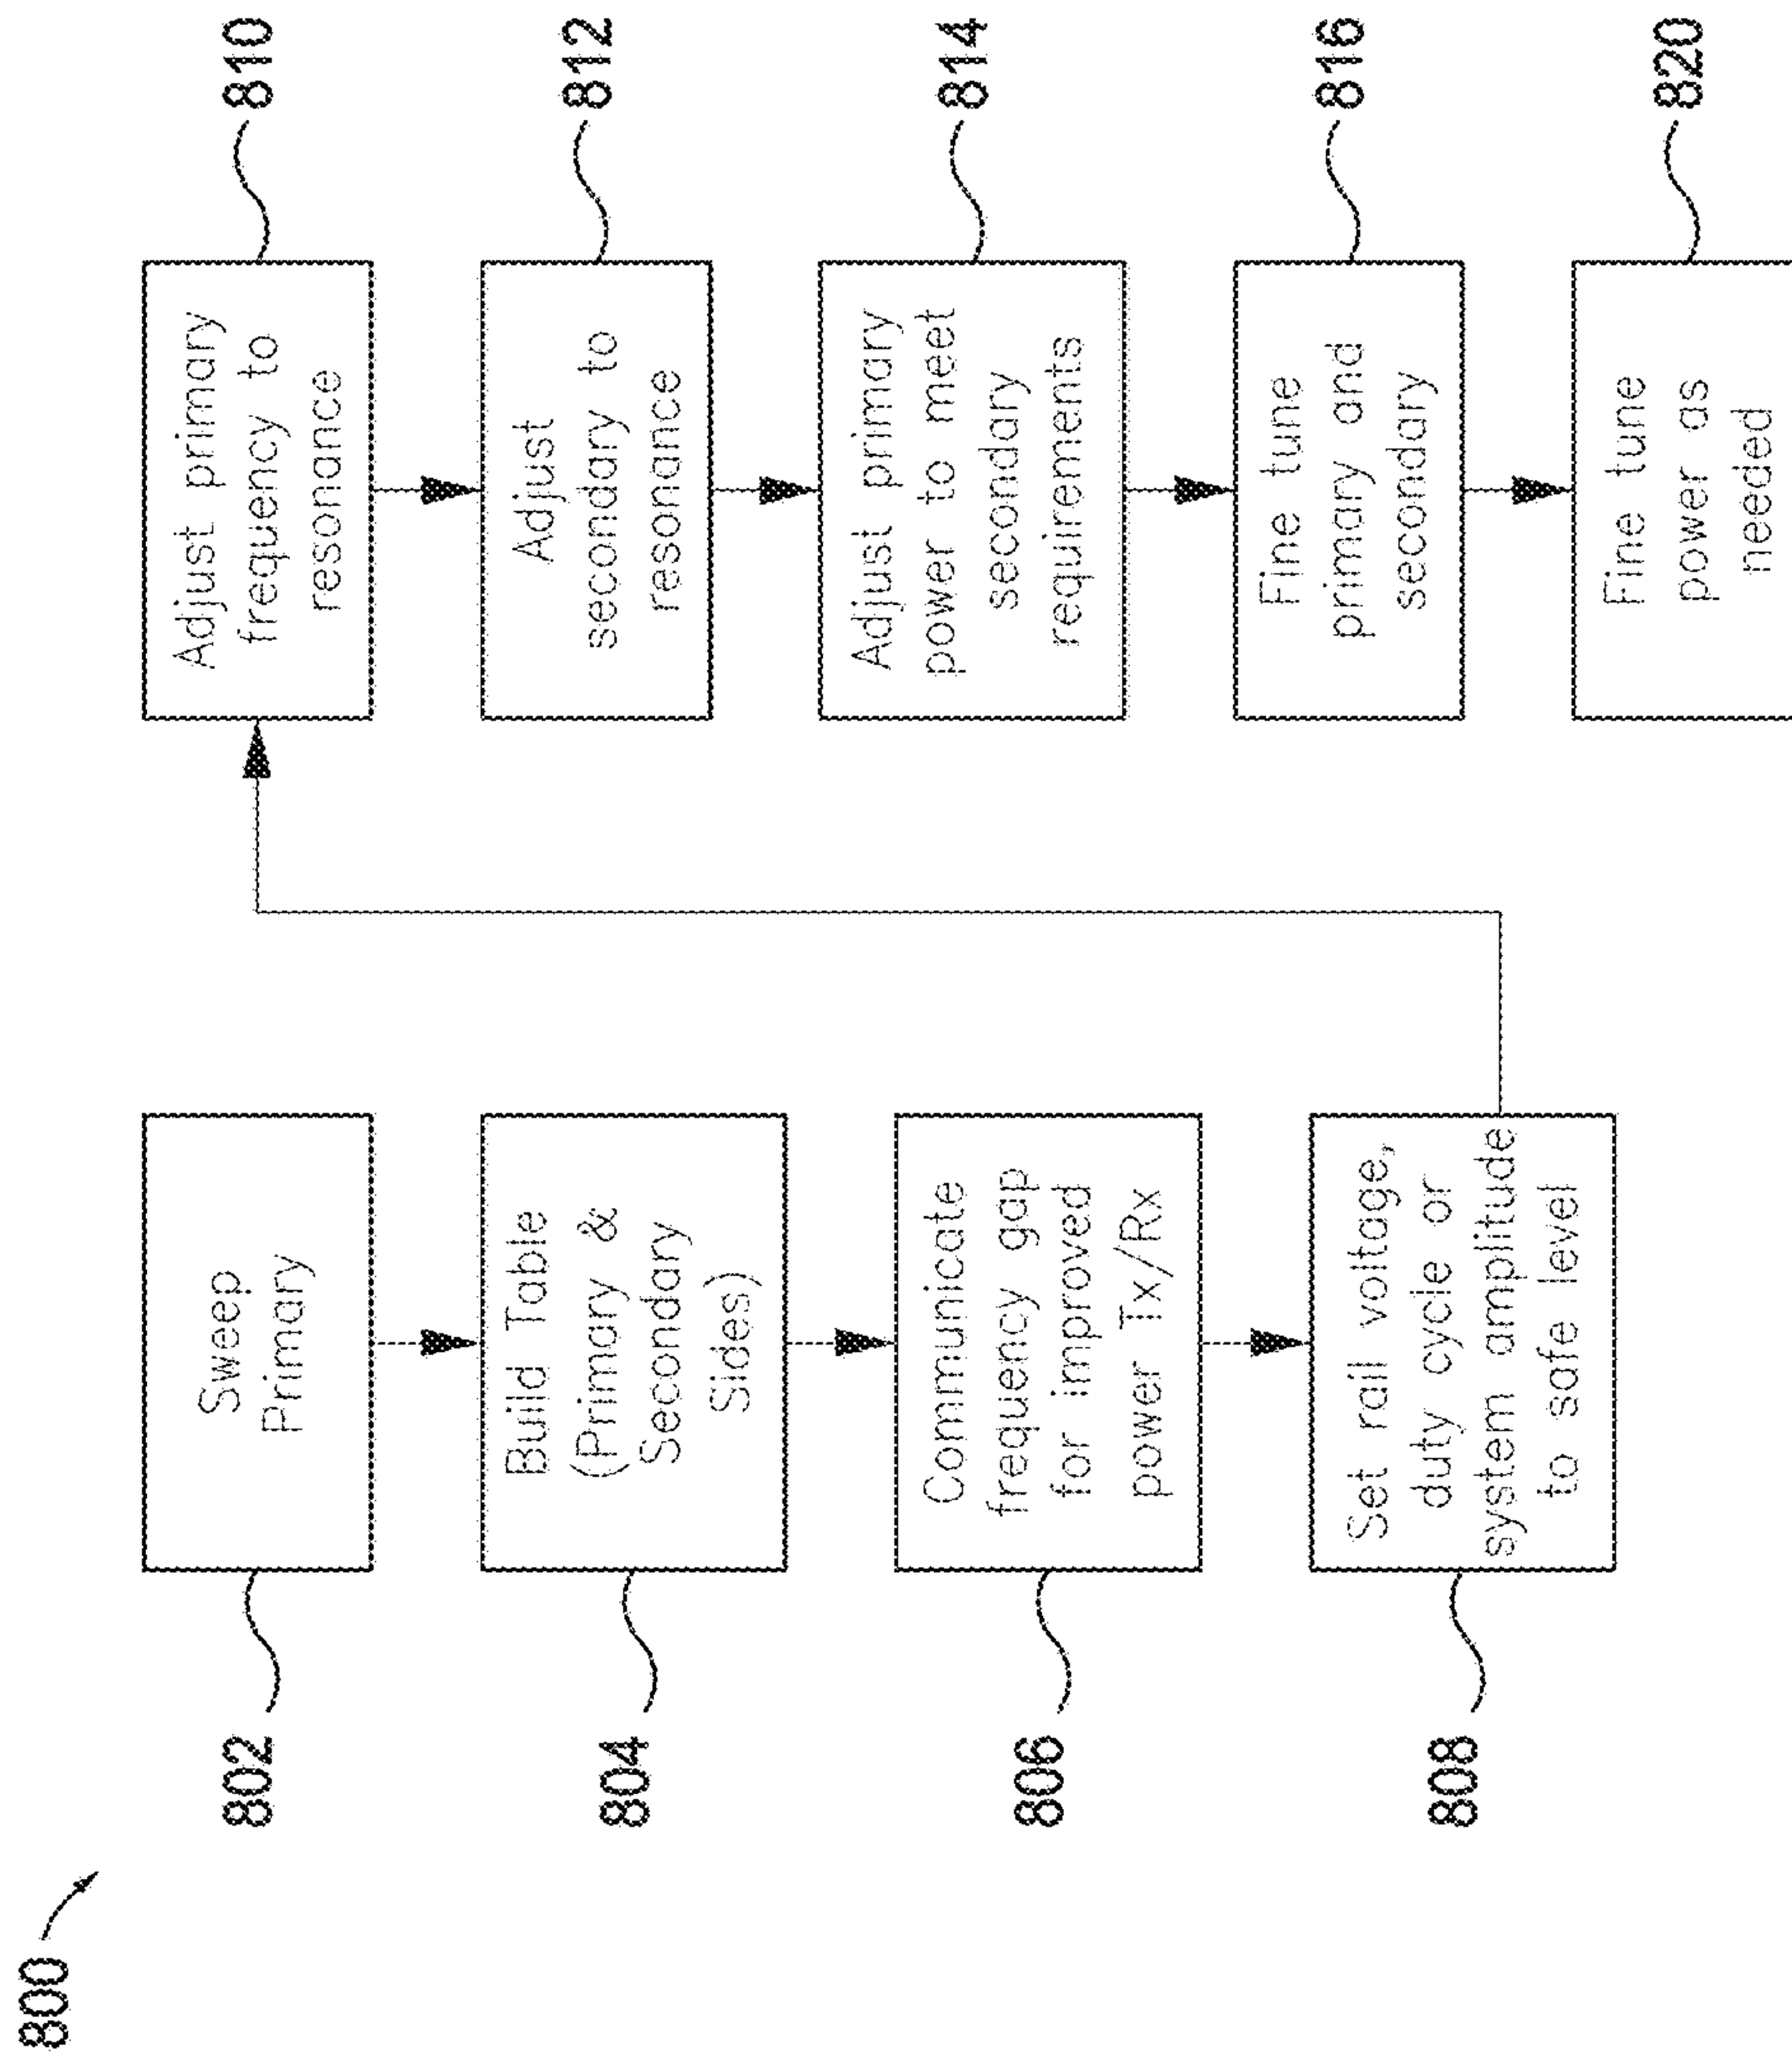 800
802
Sweep
Primary
804
Build Table
(Primary &
Secondary
Sides)
806
Communicate
frequency gap
for improved
power Tx/Rx
808
Set rail voltage,
duty cycle or
system amplitude
to safe level
Adjust primary
frequency to
resonance
810
Adjust
secondary to
resonance
812
Adjust primary
power to meet
secondary
requirements
814
Fine tune
primary and
secondary
816
Fine tune
power as
needed
820